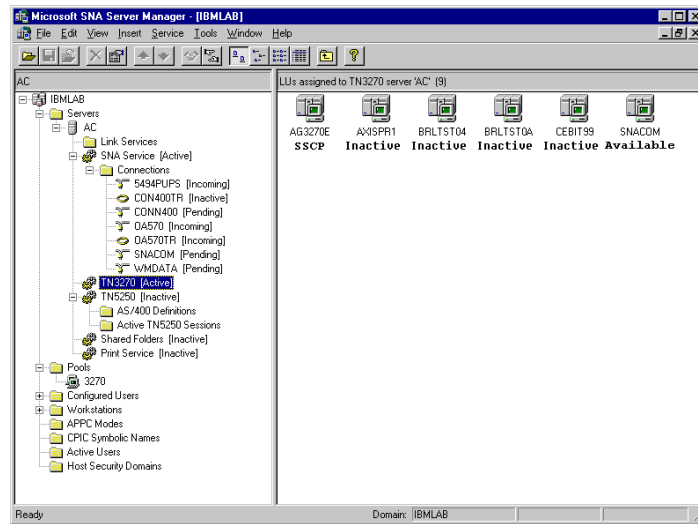 Microsoft SNA Server Manager - [IBMLAB]
File Edit View Insert Service Tools Window Help
AC
LUs assigned to TN3270 server 'AC' (9)
IBMLAB
Servers
AC
Link Services
SNA Service [Active]
Connections
5494PUPS [Incoming]
CON400TR [Inactive]
CONN400 [Pending]
OA570 [Incoming]
OA570TR [Incoming]
SNACOM [Pending]
WMDATA [Pending]
TN3270 [Active]
TN5250 [Inactive]
AS/400 Definitions
Active TN5250 Sessions
Shared Folders [Inactive]
Print Service [Inactive]
Pools
3270
Configured Users
Workstations
APPC Modes
CPIC Symbolic Names
Active Users
Host Security Domains
AG3270E AXISPR1 BRLTST04 BRLTST0A CEBIT99 SNACOM
SSCP Inactive Inactive Inactive Inactive Available
Ready
Domain: IBMLAB